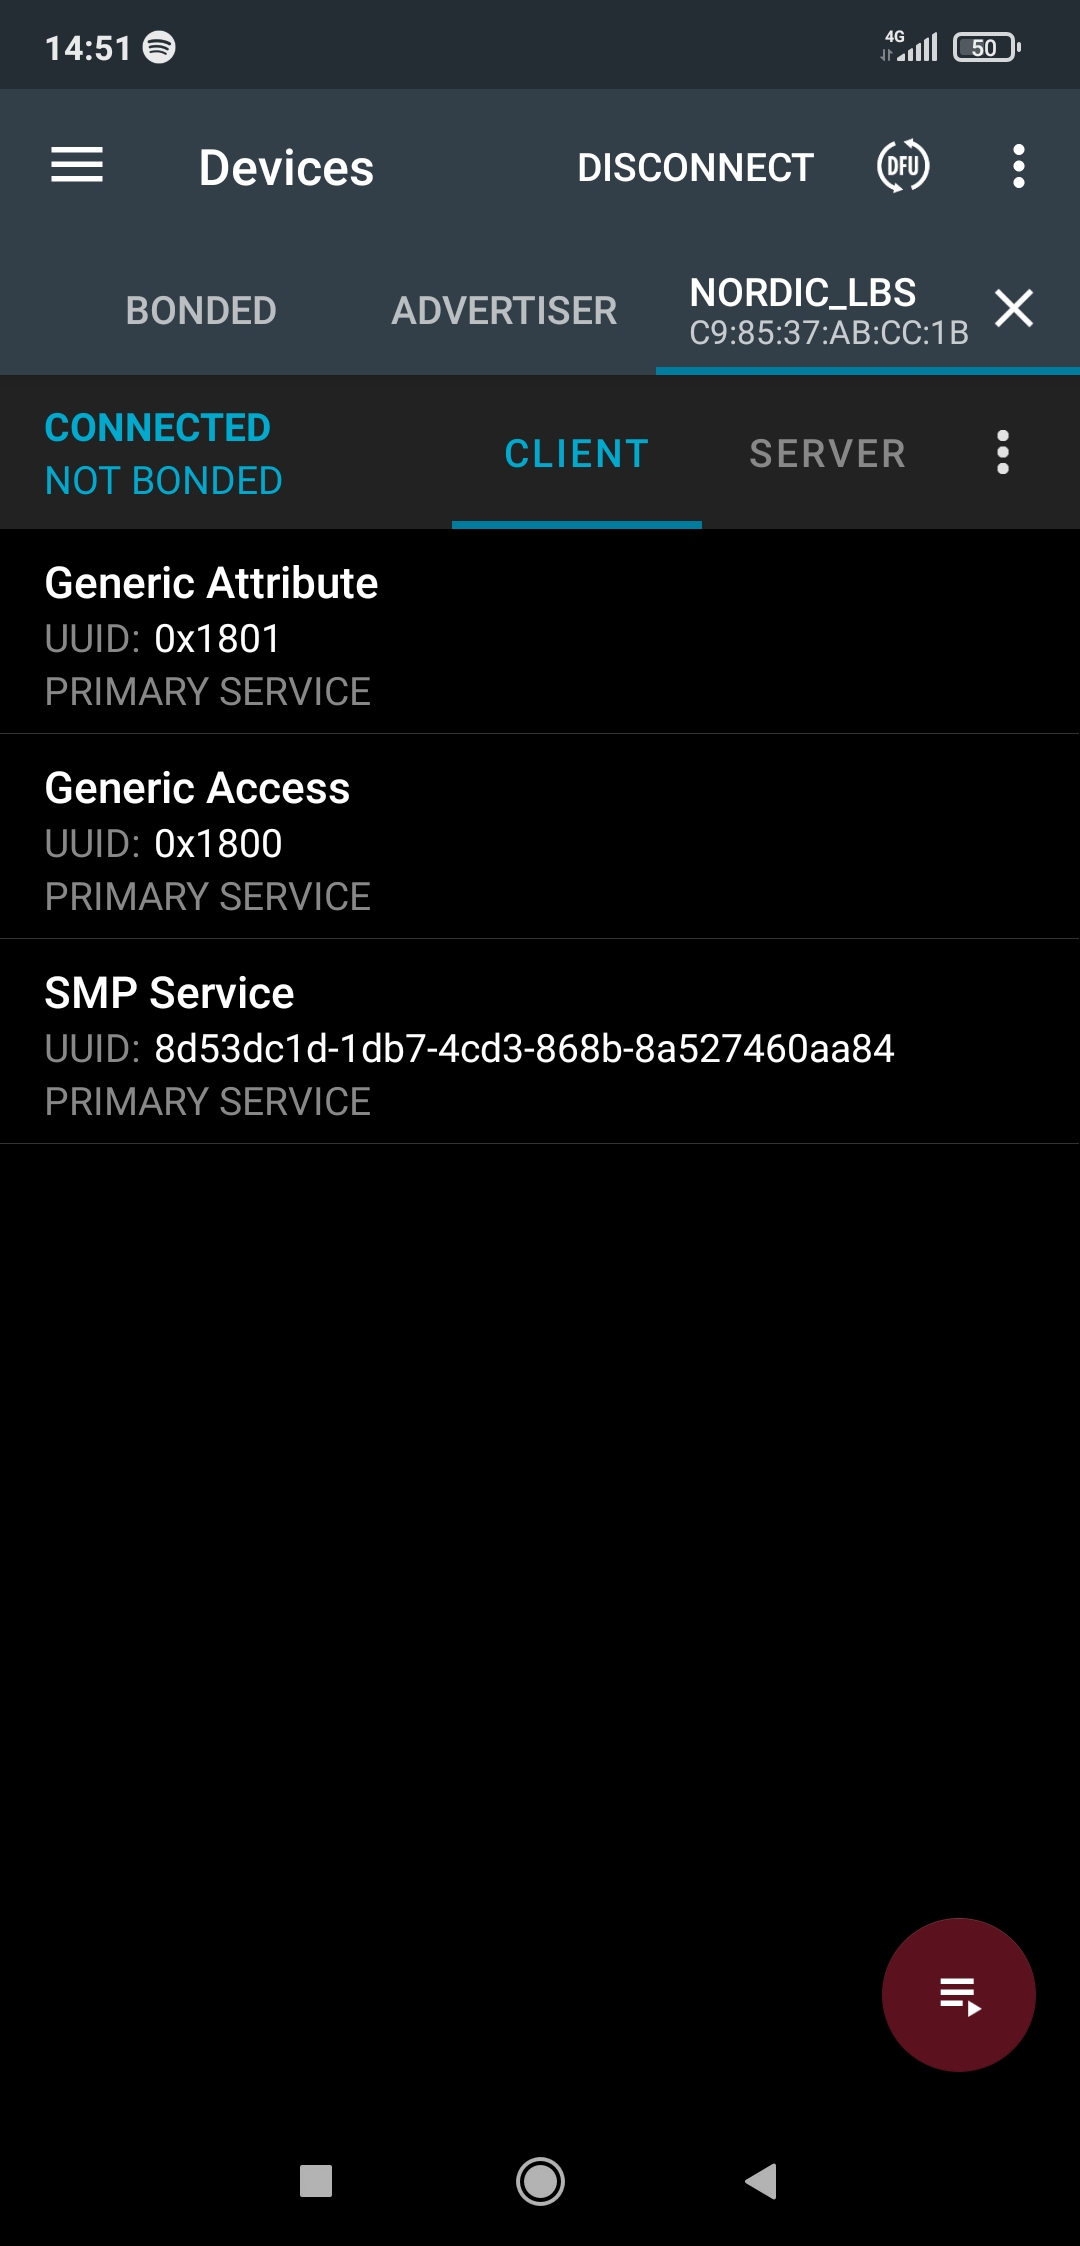 14:51
4G
50
Devices
DISCONNECT
DFU
BONDED
ADVERTISER
NORDIC_LBS
C9:85:37:AB:CC:1B
CONNECTED
NOT BONDED
CLIENT
SERVER
Generic Attribute
UUID: 0x1801
PRIMARY SERVICE
Generic Access
UUID: 0x1800
PRIMARY SERVICE
SMP Service
UUID: 8d53dc1d-1db7-4cd3-868b-8a527460aa84
PRIMARY SERVICE